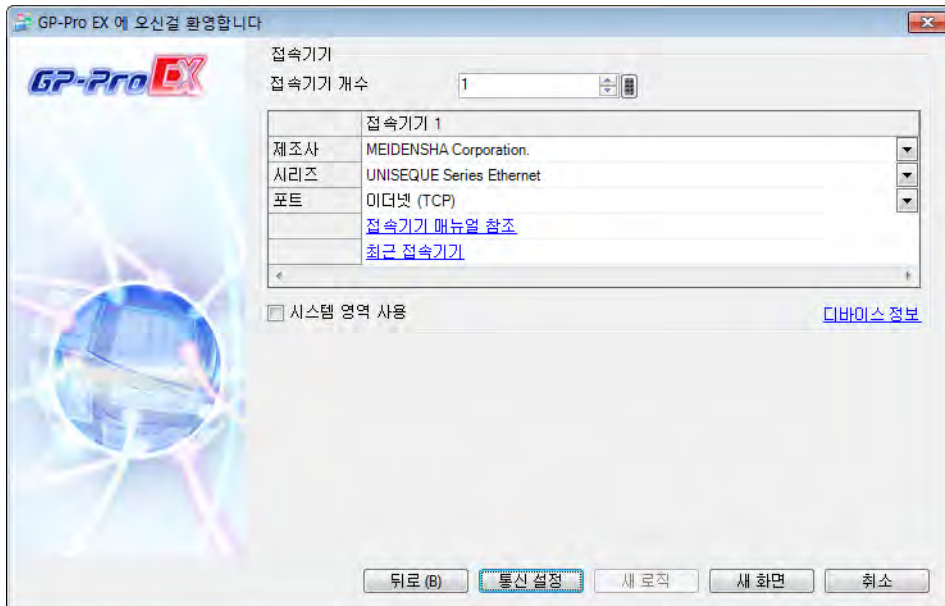 GP-Pro EX 에 오신걸 환영합니다
GP-Pro EX
접속기기
접속기기 개수 1
접속기기 1
제조사 MEIDENSHA Corporation.
시리즈 UNISEQUE Series Ethernet
포트 이더넷 (TCP)
접속기기 매뉴얼 참조
최근 접속기기
시스템 영역 사용 디바이스 정보
뒤로 (B) 통신 설정 새 로직 새 화면 취소